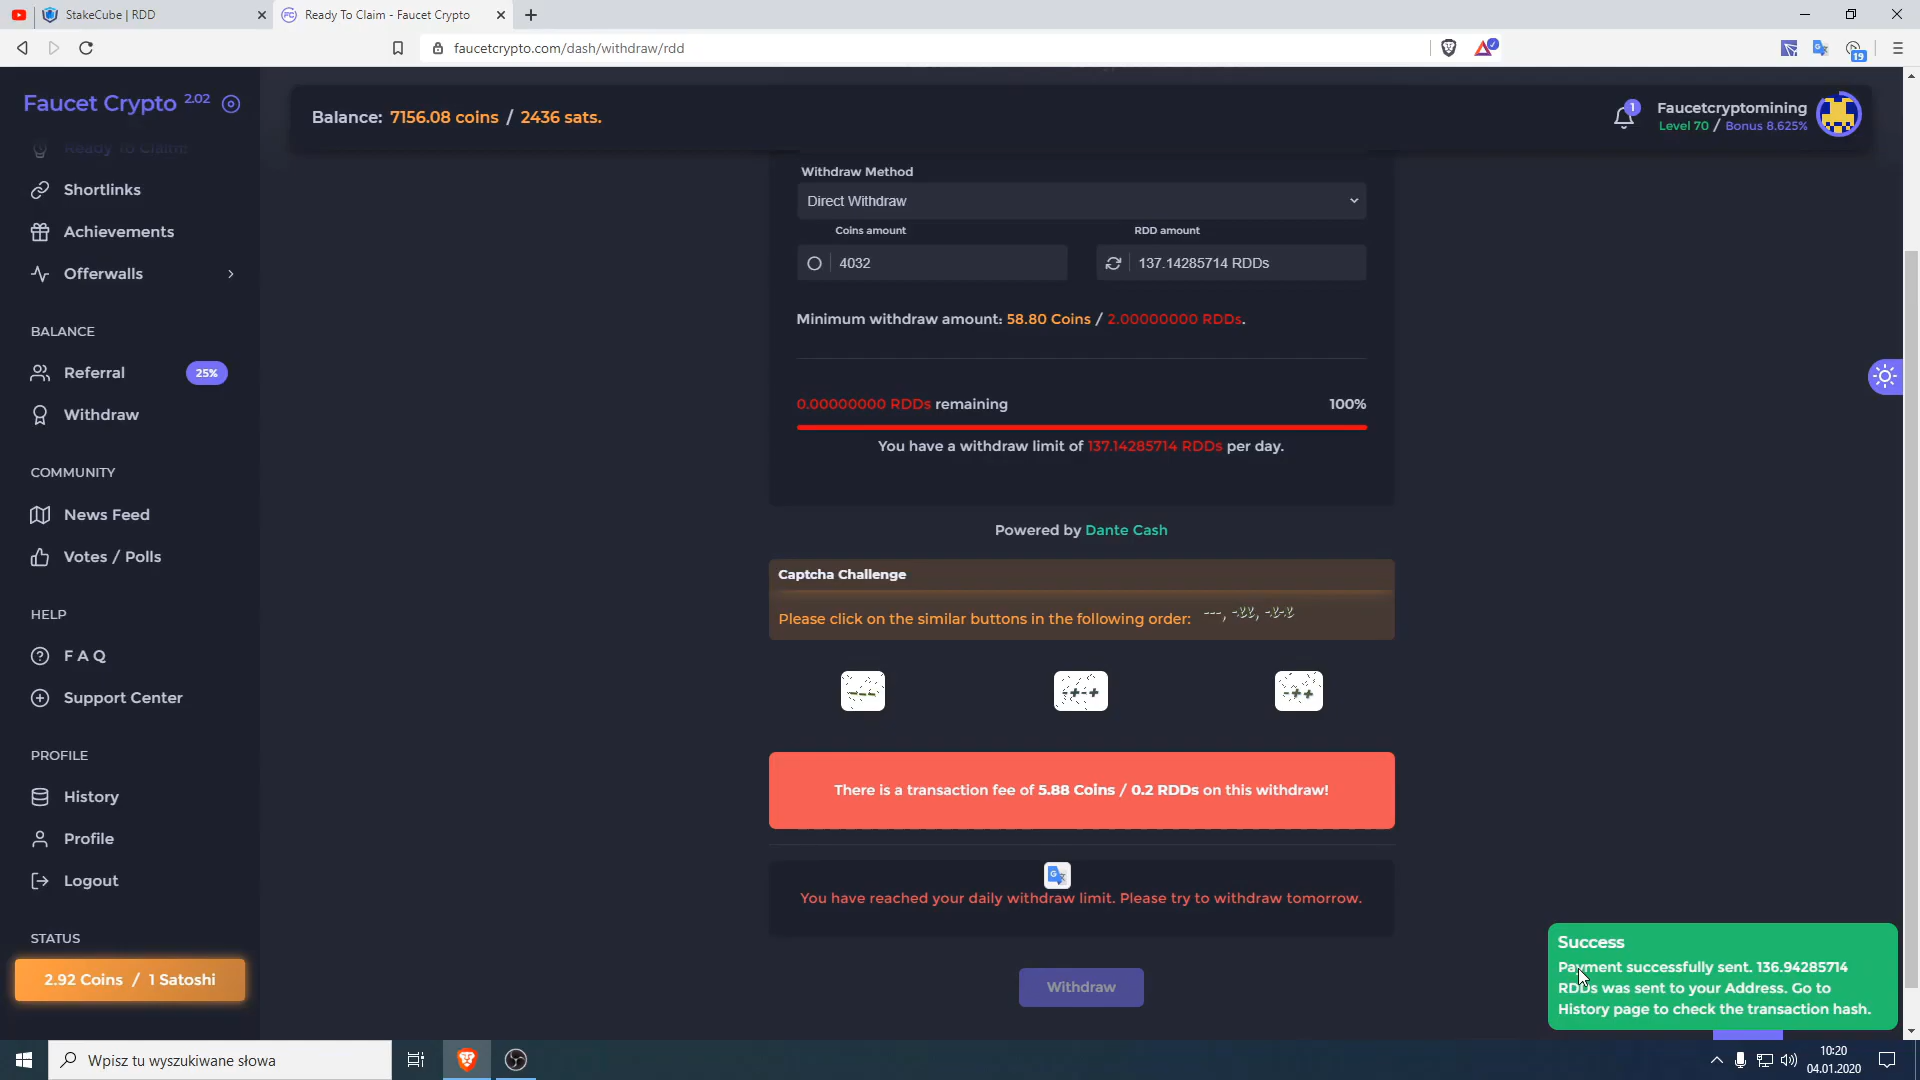 StakeCube | RDD
Ready To Claim - Faucet Crypto
faucetcrypto.com/dash/withdraw/rdd
19
Faucet Crypto 2.02
Balance: 7156.08 coins / 2436 sats.
1
Faucetcryptomining
Level 70 / Bonus 8.625%
Ready To Claim!
Shortlinks
Achievements
Offerwalls
BALANCE
Referral 25%
Withdraw
COMMUNITY
News Feed
Votes / Polls
HELP
F A Q
Support Center
PROFILE
History
Profile
Logout
STATUS
2.92 Coins / 1 Satoshi
Withdraw Method
Direct Withdraw
Coins amount
RDD amount
4032
137.14285714 RDDs
Minimum withdraw amount: 58.80 Coins / 2.00000000 RDDs.
0.00000000 RDDs remaining
100%
You have a withdraw limit of 137.14285714 RDDs per day.
Powered by Dante Cash
Captcha Challenge
Please click on the similar buttons in the following order: ---, -YY, -Y-Y
---
-+-+
-++
There is a transaction fee of 5.88 Coins / 0.2 RDDs on this withdraw!
You have reached your daily withdraw limit. Please try to withdraw tomorrow.
Withdraw
Success
Payment successfully sent. 136.94285714
RDDs was sent to your Address. Go to
History page to check the transaction hash.
Wpisz tu wyszukiwane słowa
10:20
04.01.2020